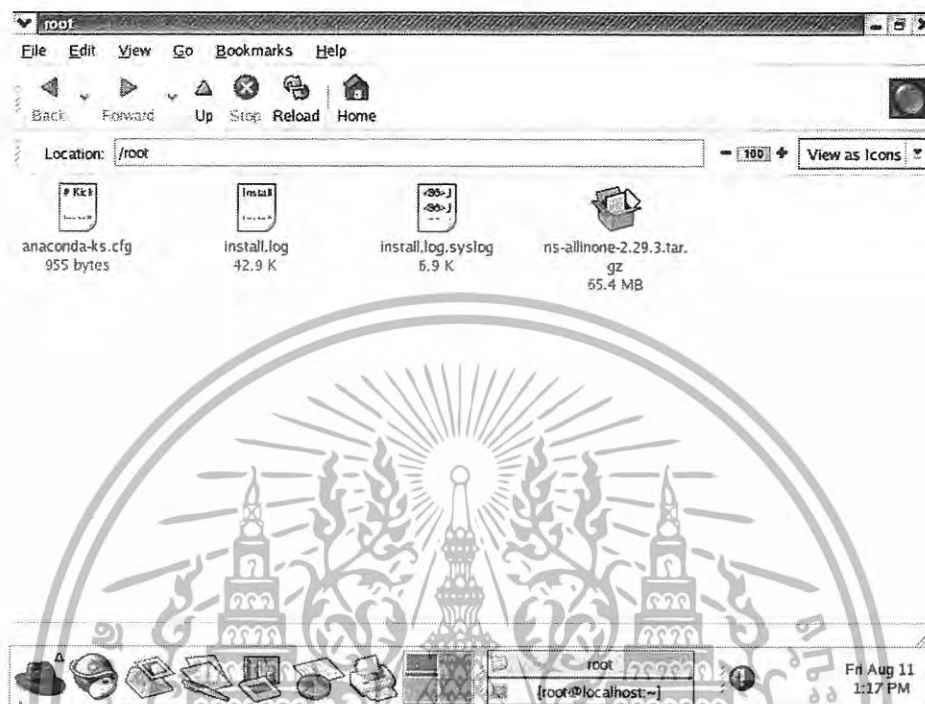 root
File Edit View Go Bookmarks Help
Back Forward Up Stop Reload Home
Location: /root 100 View as Icons
# Kick
anaconda-ks.cfg
955 bytes
Install
install.log
42.9 K
<86>J
<86>J
install.log.syslog
6.9 K
ns-allinone-2.29.3.tar.
gz
65.4 MB
root
[root@localhost:~]
Fri Aug 11
1:17 PM